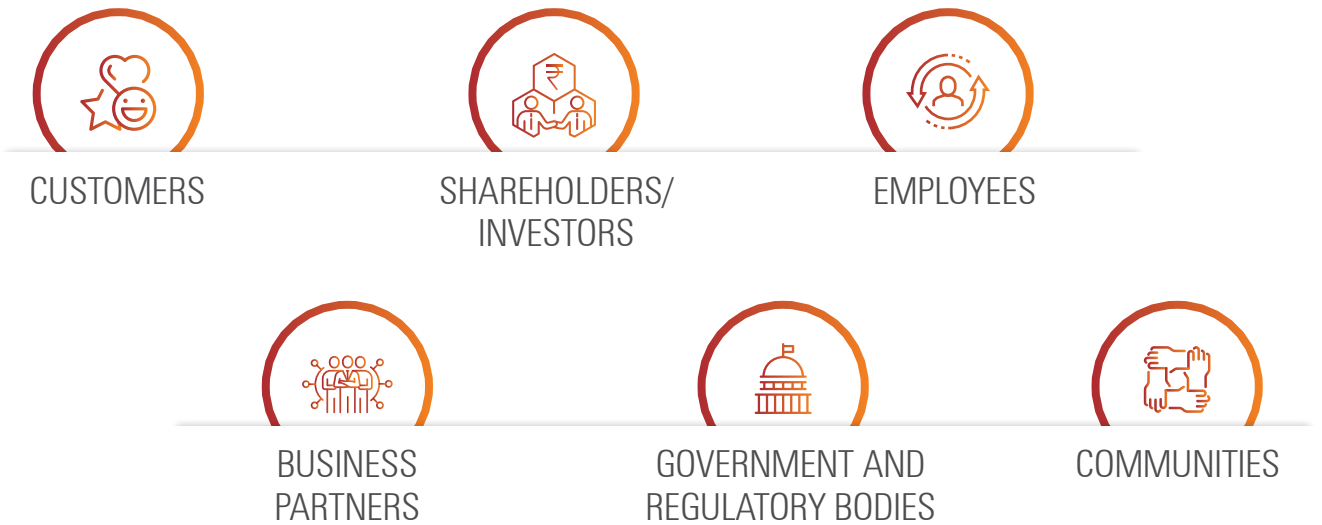 ₹
CUSTOMERS
SHAREHOLDERS/
INVESTORS
EMPLOYEES
BUSINESS
PARTNERS
GOVERNMENT AND
REGULATORY BODIES
COMMUNITIES